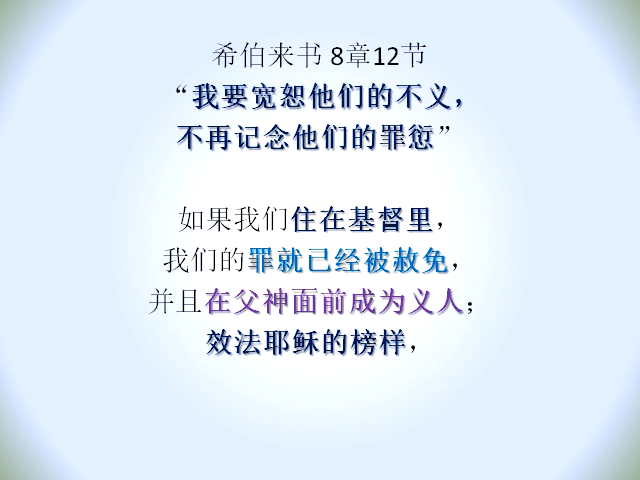 希伯来书 8章12节
“我要宽恕他们的不义，
不再记念他们的罪愆”
如果我们住在基督里，
我们的罪就已经被赦免，
并且在父神面前成为义人；
效法耶稣的榜样，